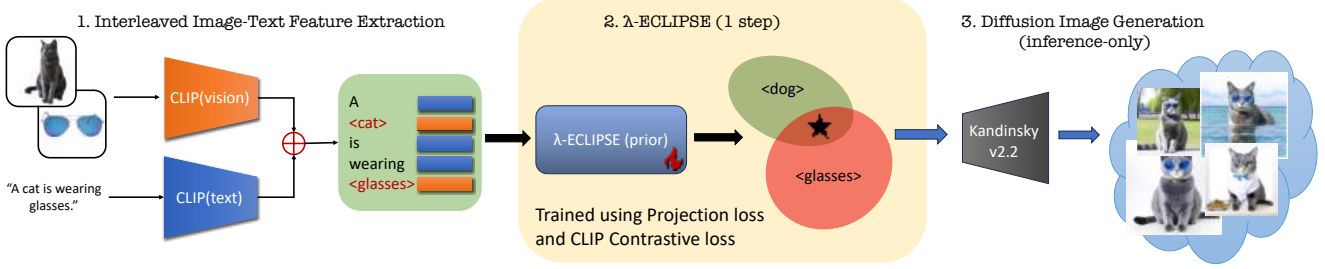 1. Interleaved Image-Text Feature Extraction
CLIP(vision)
"A cat is wearing
glasses."
CLIP(text)
A
<cat>
is
wearing
<glasses>
2. λ-ECLIPSE (1 step)
λ-ECLIPSE (prior)
<dog>
<glasses>
Trained using Projection loss
and CLIP Contrastive loss
3. Diffusion Image Generation
(inference-only)
Kandinsky
v2.2